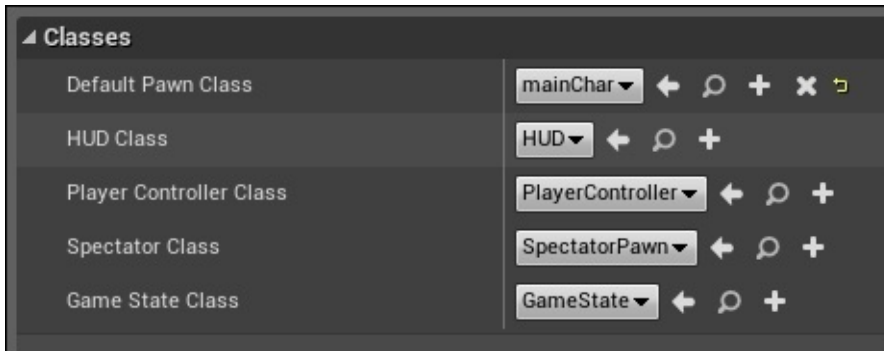 Classes
Default Pawn Class mainChar
HUD Class HUD
Player Controller Class PlayerController
Spectator Class SpectatorPawn
Game State Class GameState